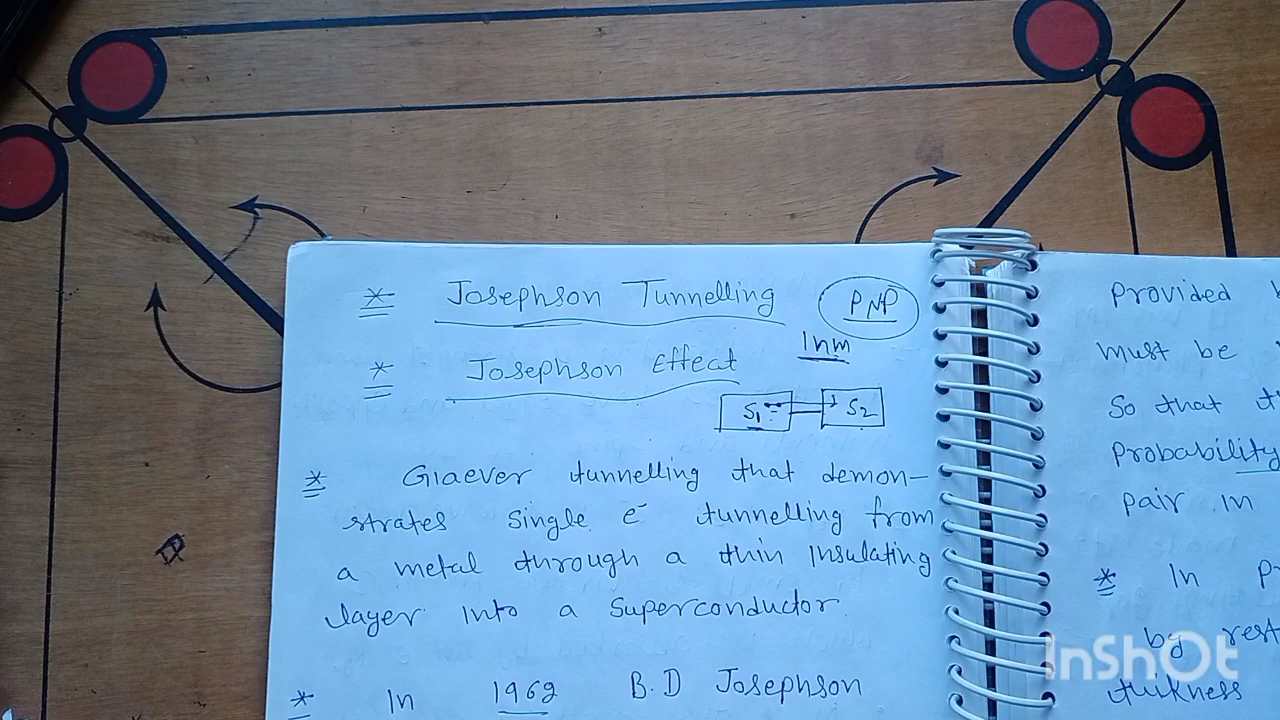 * Josephson Tunnelling PNP
1nm
* Josephson Effect
S1 S2
* Giaever tunnelling that demon-
strates single e- tunnelling from
a metal through a thin insulating
layer into a superconductor.
* In 1962 B.D Josephson
Provided
must be
So that
Probability
pair in
* In
by rest
thikness
InShOt